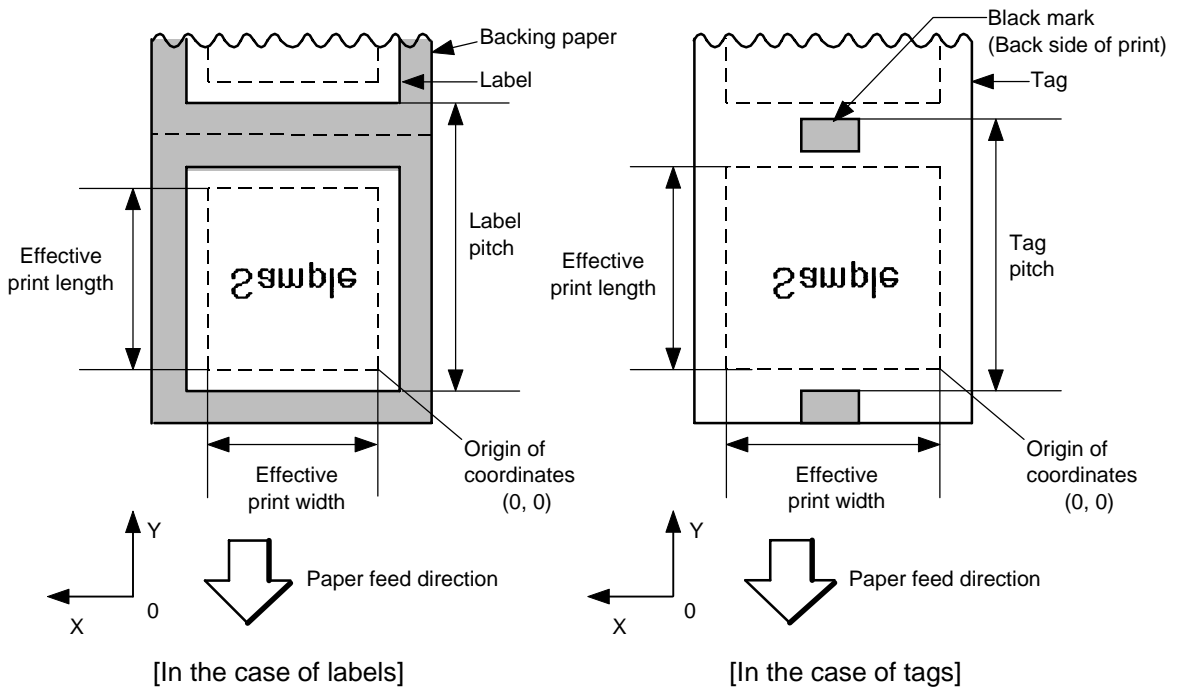 Backing paper
Label
Label
pitch
Effective
print length
Sample
Origin of
coordinates
(0, 0)
Effective
print width
Y
X
0
Paper feed direction
[In the case of labels]
Black mark
(Back side of print)
Tag
Tag
pitch
Effective
print length
Sample
Origin of
coordinates
(0, 0)
Effective
print width
Y
X
0
Paper feed direction
[In the case of tags]